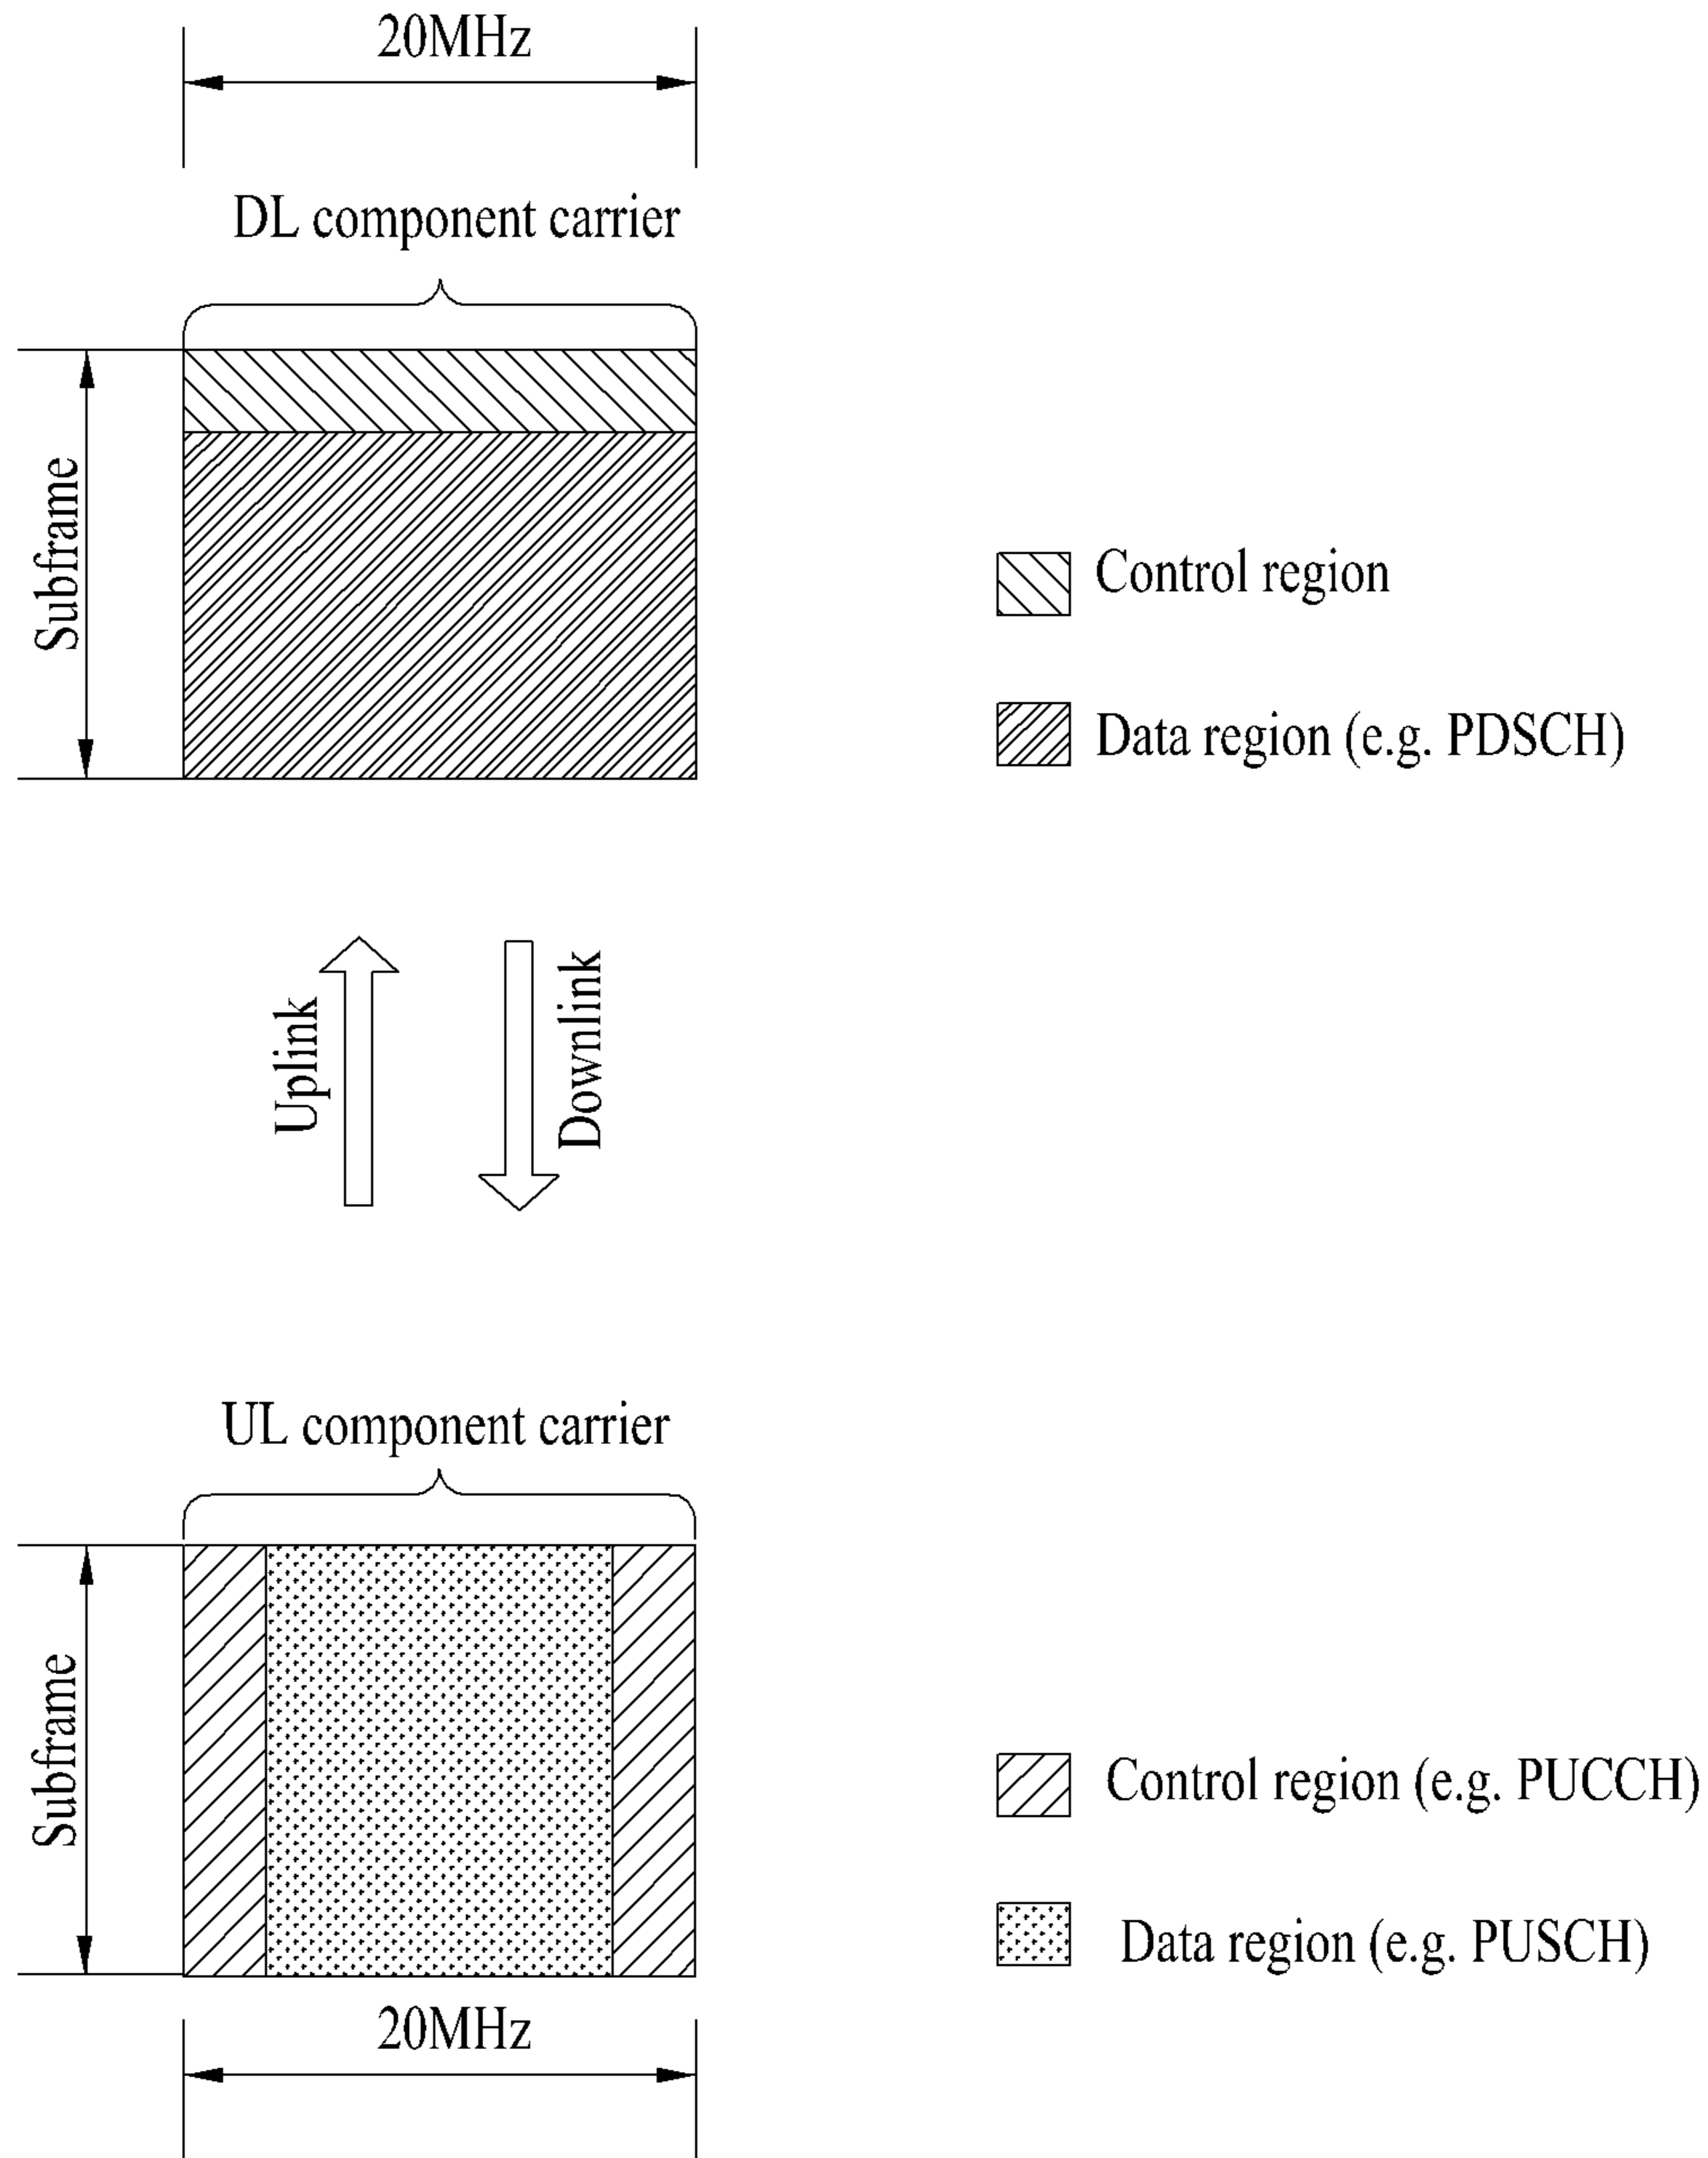 20MHz
DL component carrier
Subframe
Control region
Data region (e.g. PDSCH)
Uplink
Downlink
UL component carrier
Subframe
Control region (e.g. PUCCH)
Data region (e.g. PUSCH)
20MHz